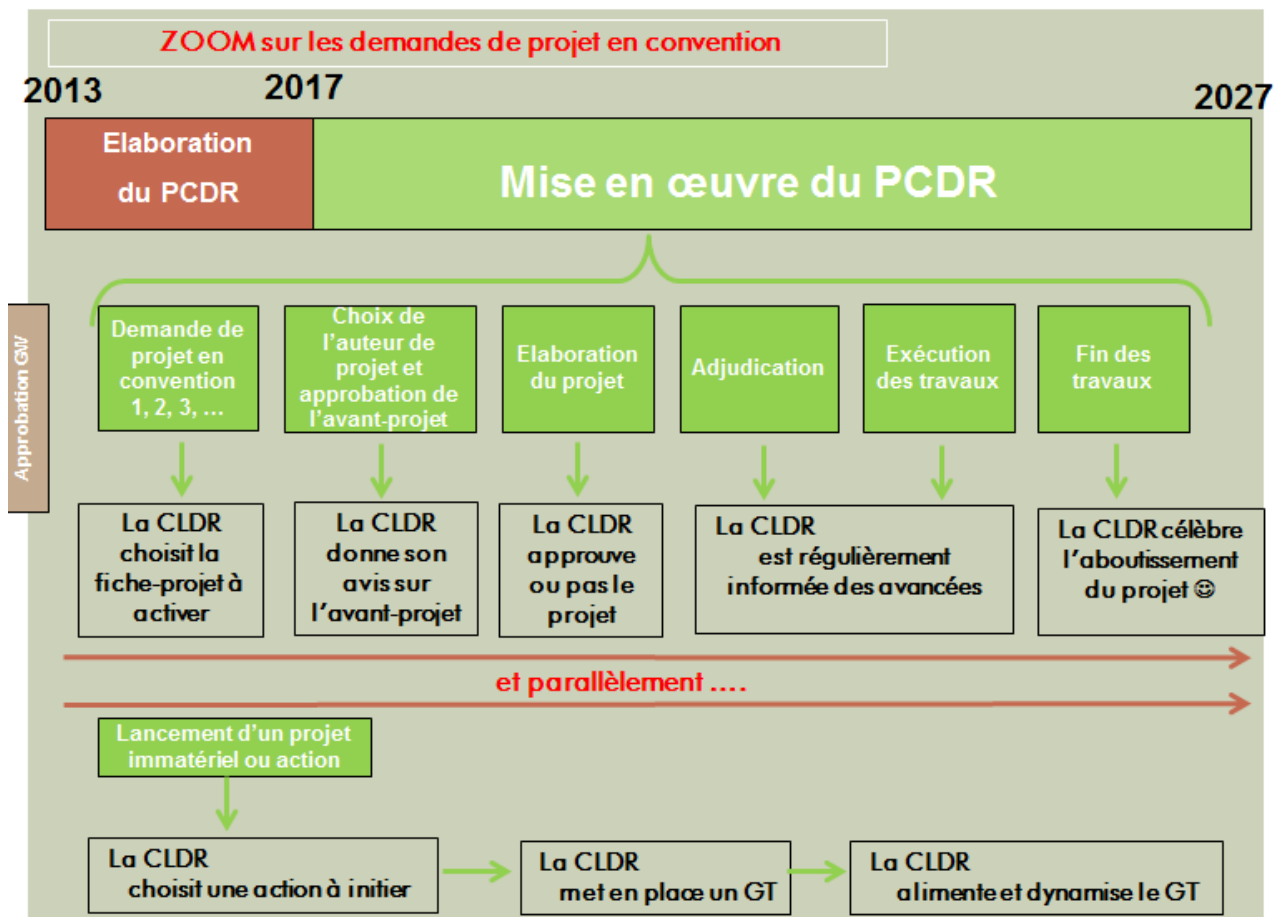 ZOOM sur les demandes de projet en convention
2013
2017
2027
Elaboration
du PCDR
Mise en œuvre du PCDR
Approbation GW
Demande de
projet en
convention
1, 2, 3, …
Choix de
l'auteur de
projet et
approbation de
l'avant-projet
Elaboration
du projet
Adjudication
Exécution
des travaux
Fin des
travaux
La CLDR
choisit la
fiche-projet à
activer
La CLDR
donne son
avis sur
l'avant-projet
La CLDR
approuve
ou pas le
projet
La CLDR
est régulièrement
informée des avancées
La CLDR célèbre
l'aboutissement
du projet ☺
et parallèlement ….
Lancement d'un projet
immatériel ou action
La CLDR
choisit une action à initier
La CLDR
met en place un GT
La CLDR
alimente et dynamise le GT